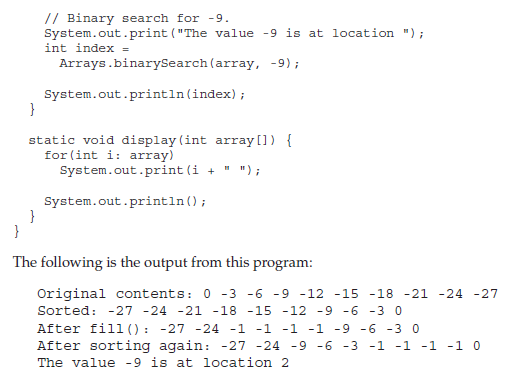 // Binary search for -9.
System.out.print("The value -9 is at location ");
int index =
Arrays.binarySearch(array, -9);
System.out.println(index);
}
static void display(int array[]) {
for(int i: array)
System.out.print(i + " ");
System.out.println();
}
}
The following is the output from this program:
Original contents: 0 -3 -6 -9 -12 -15 -18 -21 -24 -27
Sorted: -27 -24 -21 -18 -15 -12 -9 -6 -3 0
After fill(): -27 -24 -1 -1 -1 -1 -9 -6 -3 0
After sorting again: -27 -24 -9 -6 -3 -1 -1 -1 -1 0
The value -9 is at location 2